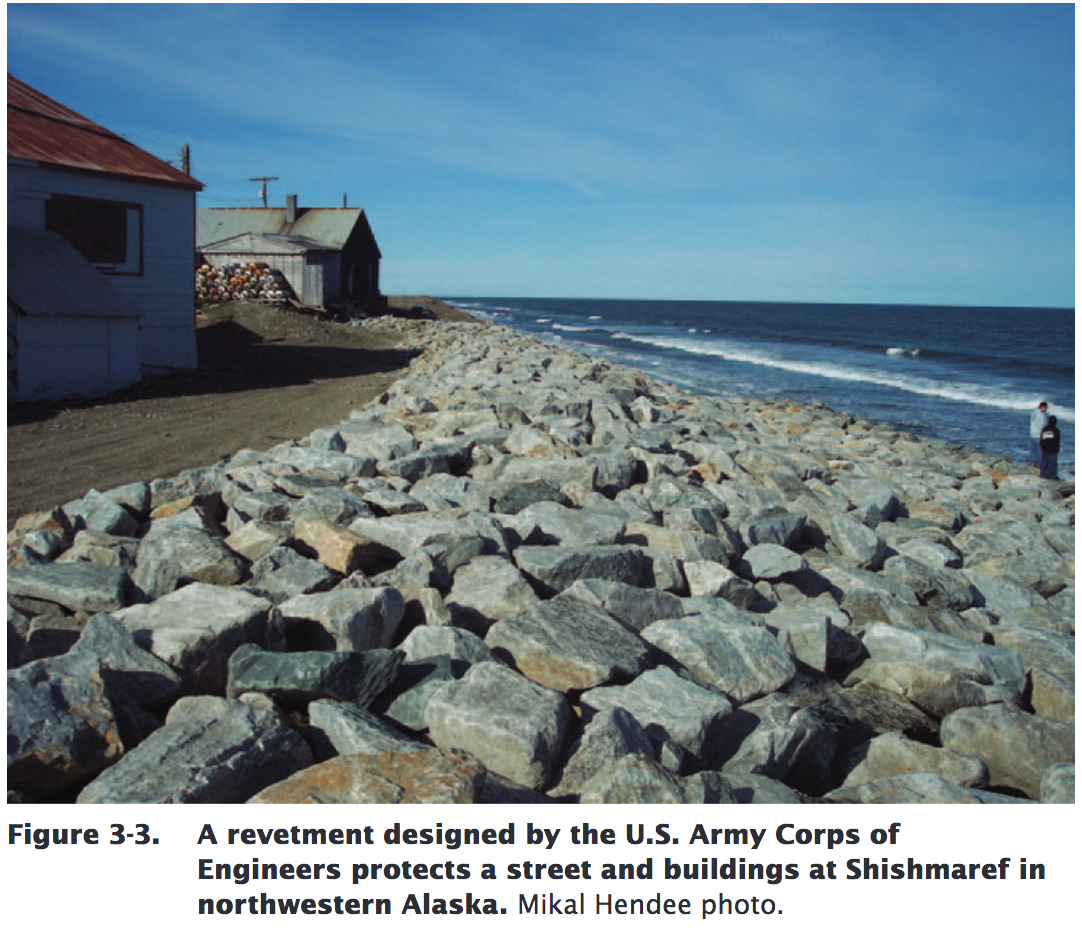 Figure 3-3. A revetment designed by the U.S. Army Corps of
Engineers protects a street and buildings at Shishmaref in
northwestern Alaska. Mikal Hendee photo.